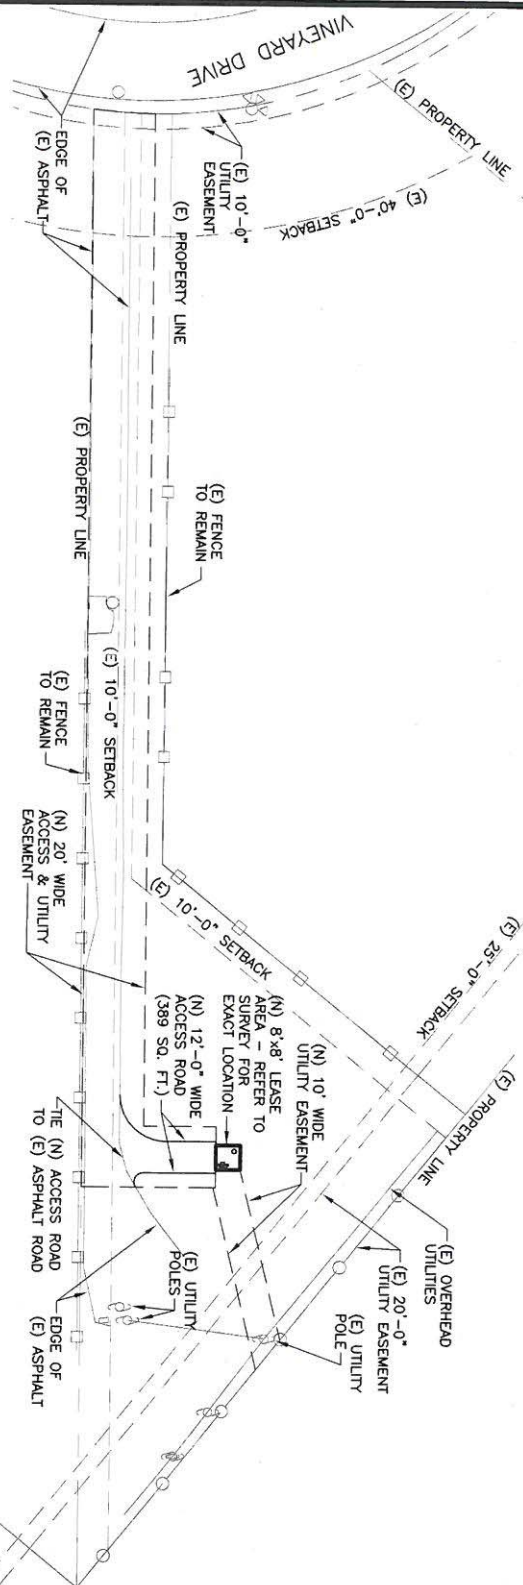 VINEYARD DRIVE
(E) PROPERTY LINE
(E) 40'-0" SETBACK
(E) 10'-0"
UTILITY
EASEMENT
EDGE OF
(E) ASPHALT
(E) PROPERTY LINE
(E) PROPERTY LINE
(E) FENCE
TO REMAIN
(E) 10'-0" SETBACK
(E) FENCE
TO REMAIN
(N) 20' WIDE
ACCESS & UTILITY
EASEMENT
(E) 10'-0" SETBACK
(E) 25'-0" SETBACK
(E) PROPERTY LINE
(N) 10' WIDE
UTILITY EASEMENT
(N) 8'x8' LEASE
AREA – REFER TO
SURVEY FOR
EXACT LOCATION
(N) 12'-0" WIDE
ACCESS ROAD
(389 SQ. FT.)
TIE (N) ACCESS ROAD
TO (E) ASPHALT ROAD
(E) OVERHEAD
UTILITIES
(E) 20'-0"
UTILITY EASEMENT
(E) UTILITY
POLE
(E) UTILITY
POLES
EDGE OF
(E) ASPHALT